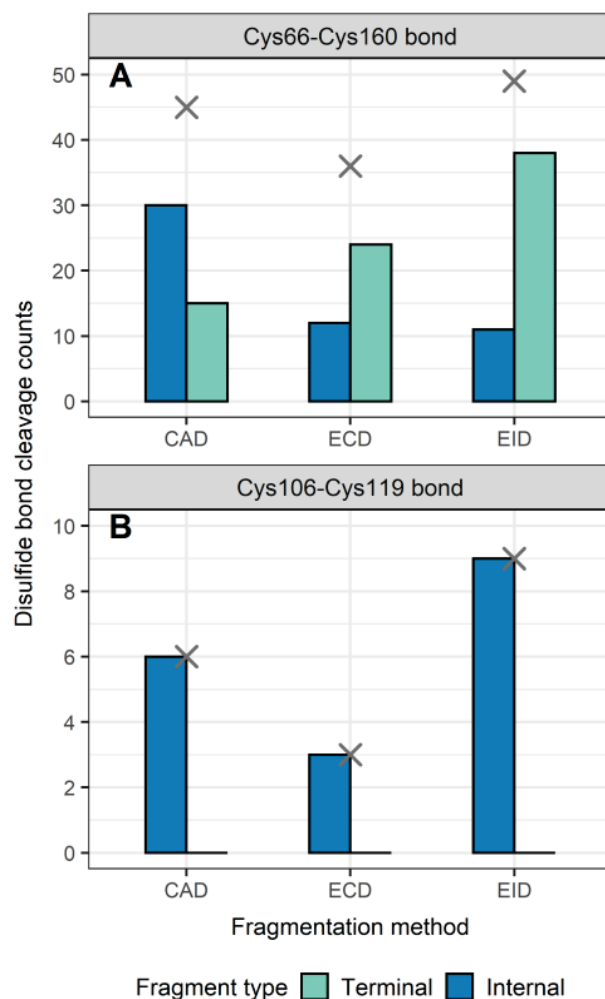 Cys66-Cys160 bond
A
50
40
30
20
10
0
CAD ECD EID
Cys106-Cys119 bond
B
10
8
6
4
2
0
CAD ECD EID
Disulfide bond cleavage counts
Fragmentation method
Fragment type Terminal Internal